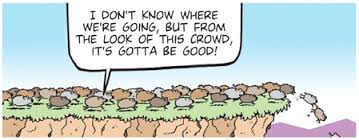 I DON'T KNOW WHERE
WE'RE GOING, BUT FROM
THE LOOK OF THIS CROWD,
IT'S GOTTA BE GOOD!